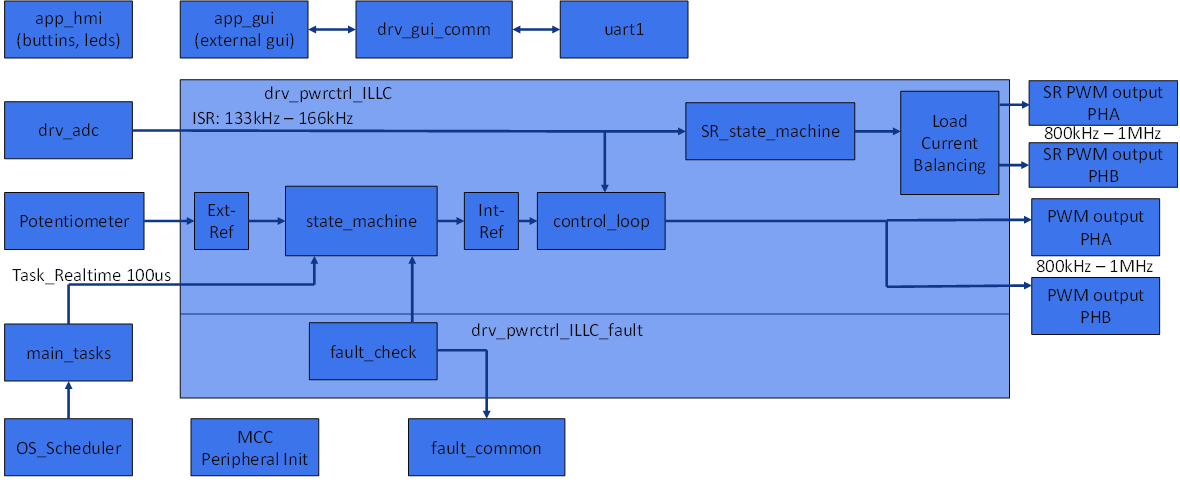 app_hmi
(buttins, leds)
app_gui
(external gui)
drv_gui_comm
uart1
drv_pwrctrl_ILLC
ISR: 133kHz – 166kHz
drv_adc
SR_state_machine
Load
Current
Balancing
SR PWM output
PHA
800kHz – 1MHz
SR PWM output
PHB
Potentiometer
Ext-
Ref
state_machine
Int-
Ref
control_loop
PWM output
PHA
800kHz – 1MHz
PWM output
PHB
Task_Realtime 100us
drv_pwrctrl_ILLC_fault
main_tasks
fault_check
OS_Scheduler
MCC
Peripheral Init
fault_common